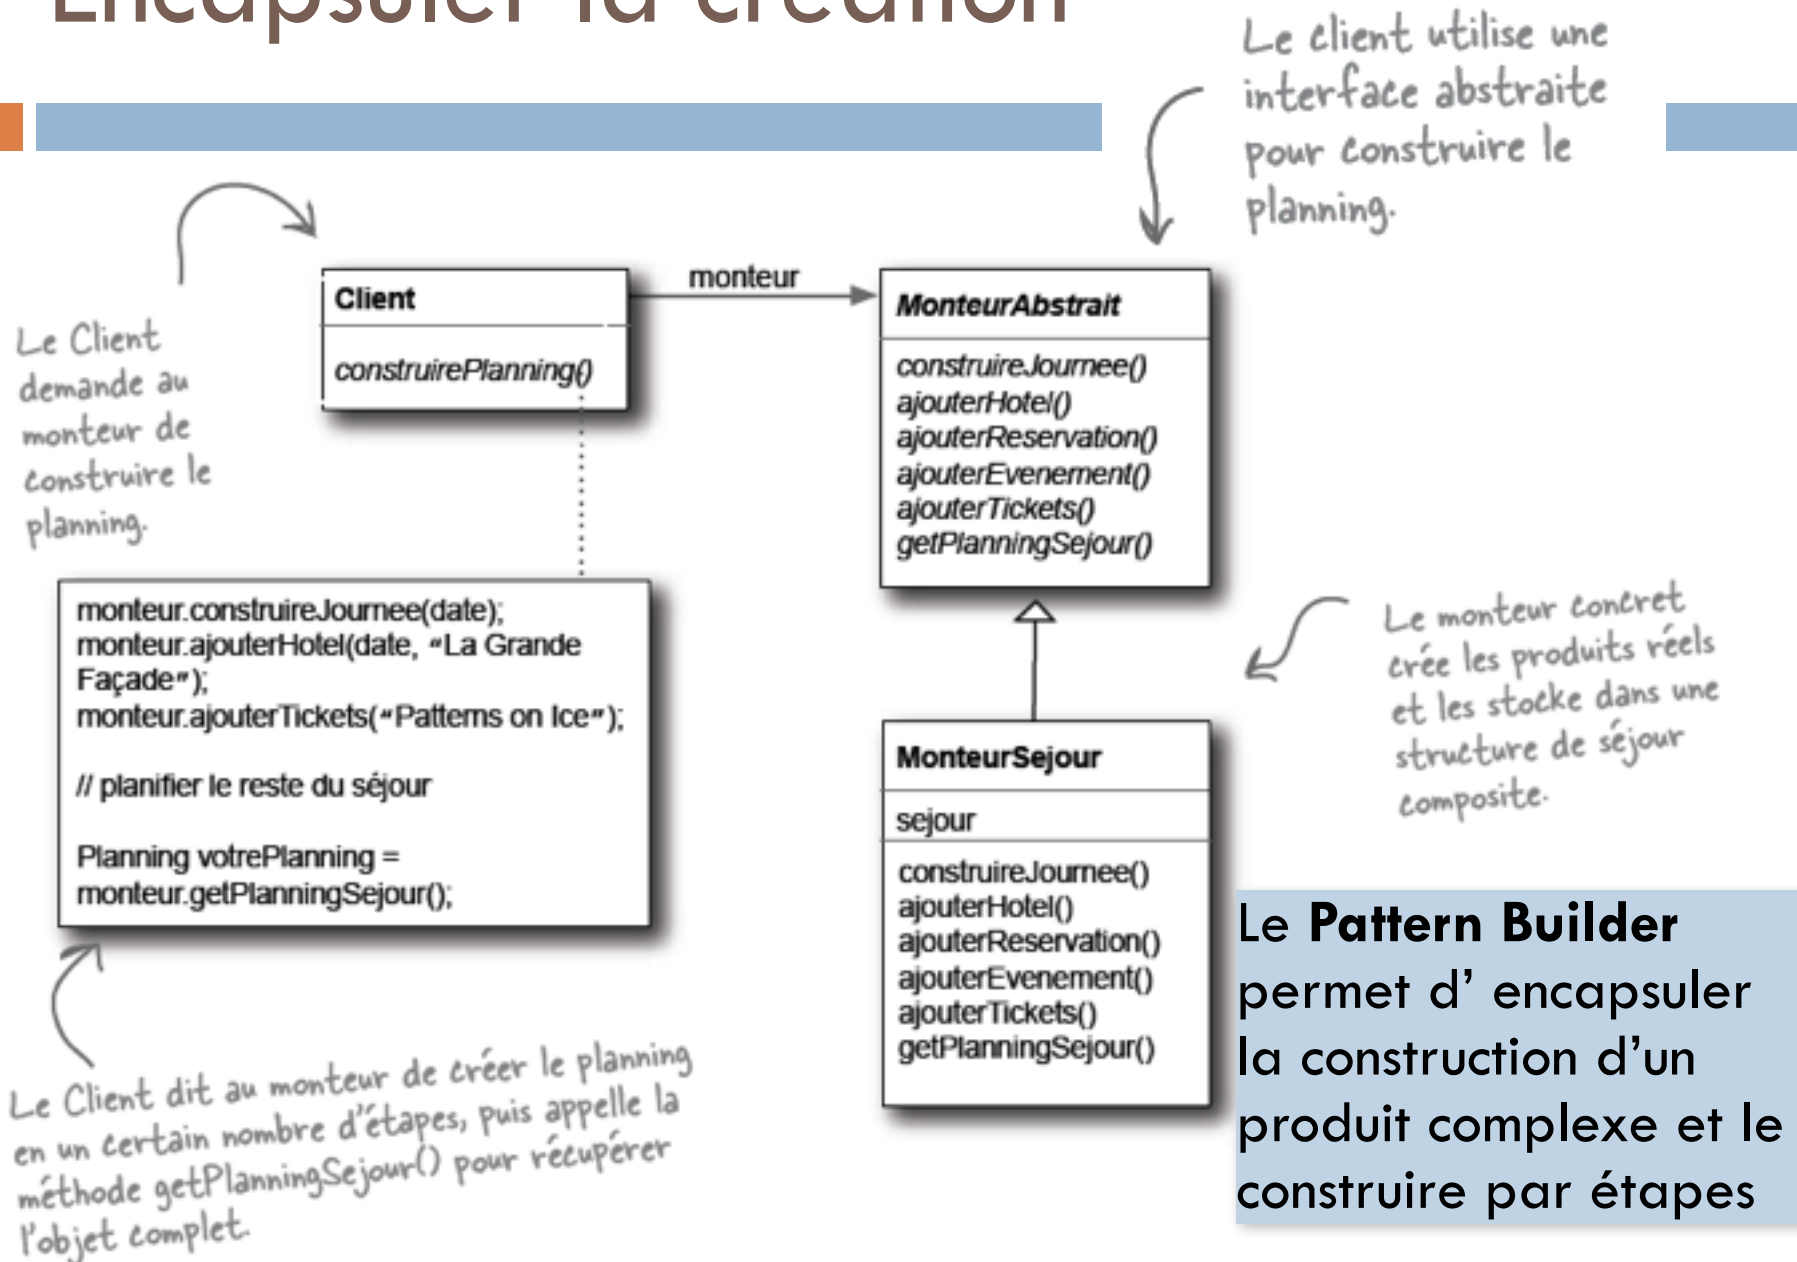 Encapsuler la création
Le client utilise une
interface abstraite
pour construire le
planning.
Client
construirePlanning()
monteur
MonteurAbstrait
construireJournee()
ajouterHotel()
ajouterReservation()
ajouterEvenement()
ajouterTickets()
getPlanningSejour()
Le Client
demande au
monteur de
construire le
planning.
monteur.construireJournee(date);
monteur.ajouterHotel(date, “La Grande
Façade”);
monteur.ajouterTickets(“Patterns on Ice”);
// planifier le reste du séjour
Planning votrePlanning =
monteur.getPlanningSejour();
Le monteur concret
crée les produits réels
et les stocke dans une
structure de séjour
composite.
MonteurSejour
sejour
construireJournee()
ajouterHotel()
ajouterReservation()
ajouterEvenement()
ajouterTickets()
getPlanningSejour()
Le Client dit au monteur de créer le planning
en un certain nombre d'étapes, puis appelle la
méthode getPlanningSejour() pour récupérer
l'objet complet.
Le Pattern Builder
permet d’ encapsuler
la construction d’un
produit complexe et le
construire par étapes